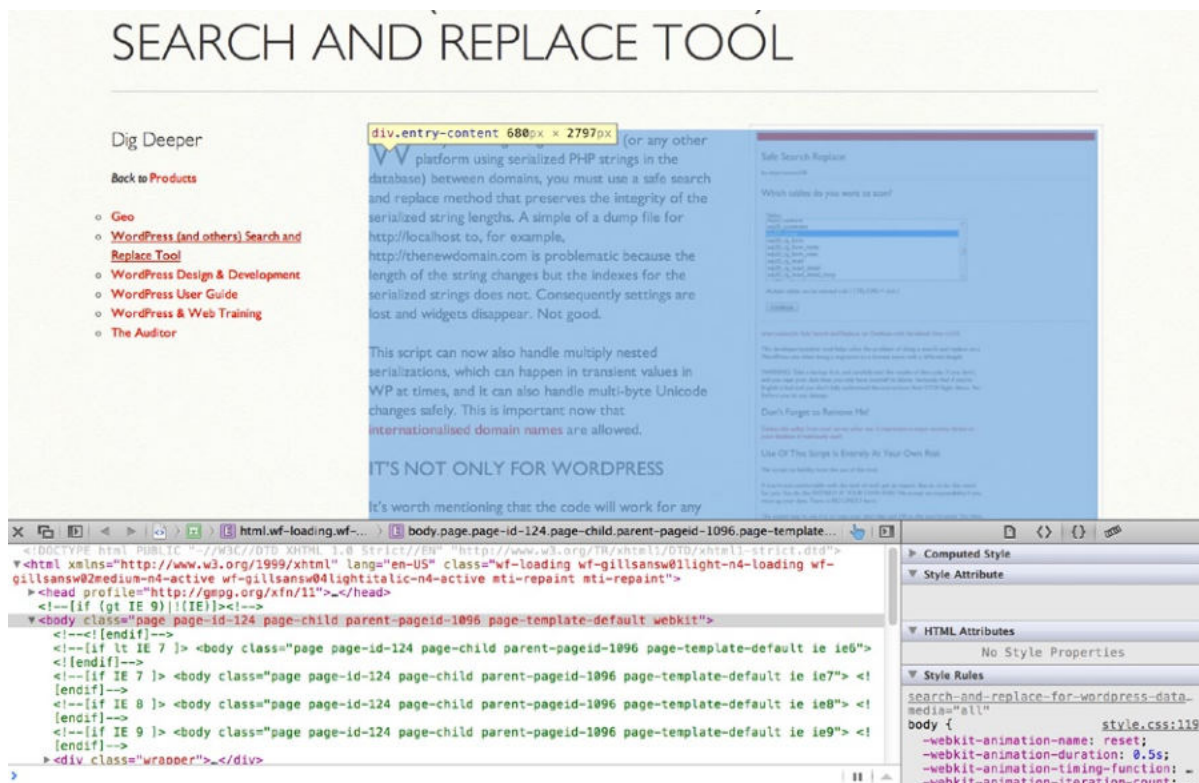 SEARCH AND REPLACE TOOL
Dig Deeper
Back to Products
Geo
WordPress (and others) Search and
Replace Tool
WordPress Design & Development
WordPress User Guide
WordPress & Web Training
The Auditor
div.entry-content 680px × 2797px
W (or any other
platform using serialized PHP strings in the
database) between domains, you must use a safe search
and replace method that preserves the integrity of the
serialized string lengths. A simple of a dump file for
http://localhost to, for example,
http://thenewdomain.com is problematic because the
length of the string changes but the indexes for the
serialized strings does not. Consequently settings are
lost and widgets disappear. Not good.
This script can now also handle multiply nested
serializations, which can happen in transient values in
WP at times, and it can also handle multi-byte Unicode
changes safely. This is important now that
internationalised domain names are allowed.
IT'S NOT ONLY FOR WORDPRESS
It's worth mentioning that the code will work for any
Safe Search Replace
Which tables do you want to scan?
Don't Forget to Remove Me!
Use Of This Script Is Entirely At Your Own Risk
html.wf-loading.wf-... body.page.page-id-124.page-child.parent-pageid-1096.page-template...
<!DOCTYPE html PUBLIC "-//W3C//DTD XHTML 1.0 Strict//EN" "http://www.w3.org/TR/xhtml1/DTD/xhtml1-strict.dtd">
<html xmlns="http://www.w3.org/1999/xhtml" lang="en-US" class="wf-loading wf-
gillsansw01light-n4-loading wf-
gillsansw02medium-n4-active wf-gillsansw04lightitalic-n4-active mti-repaint mti-repaint">
<head profile="http://gmpg.org/xfn/11">…</head>
<!--[if (gt IE 9)|!(IE)]><!-->
<body class="page page-id-124 page-child parent-pageid-1096 page-template-default webkit">
<!--<![endif]-->
<!--[if lt IE 7 ]> <body class="page page-id-124 page-child parent-pageid-1096 page-template-default ie ie6">
<![endif]-->
<!--[if IE 7 ]> <body class="page page-id-124 page-child parent-pageid-1096 page-template-default ie ie7"> <!
[endif]-->
<!--[if IE 8 ]> <body class="page page-id-124 page-child parent-pageid-1096 page-template-default ie ie8"> <!
[endif]-->
<!--[if IE 9 ]> <body class="page page-id-124 page-child parent-pageid-1096 page-template-default ie ie9"> <!
[endif]-->
<div class="wrapper">…</div>
Computed Style
Style Attribute
HTML Attributes
No Style Properties
Style Rules
search-and-replace-for-wordpress-data…
media="all"
body { style.css:119
-webkit-animation-name: reset;
-webkit-animation-duration: 0.5s;
-webkit-animation-timing-function: …
-webkit-animation-iteration-count: